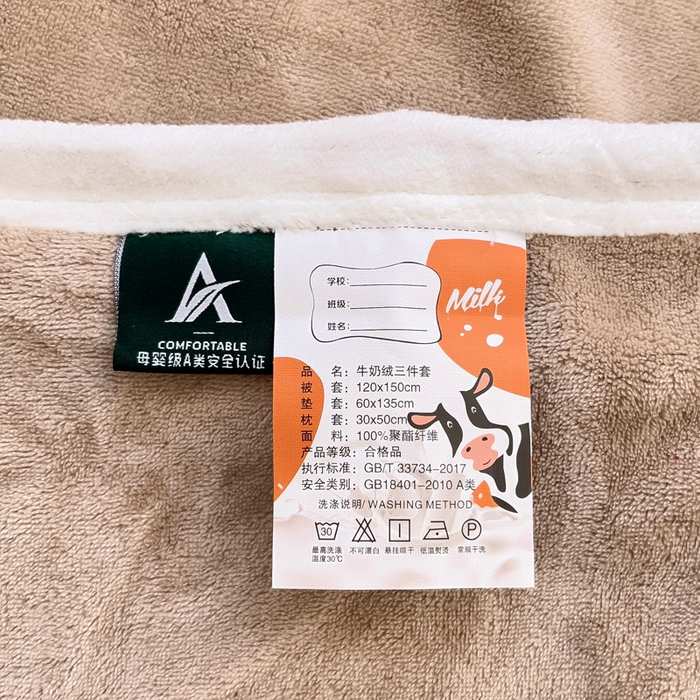 COMFORTABLE
母婴级A类安全认证
学校：
班级：
姓名：
Milk
品 名：牛奶绒三件套
被 套：120x150cm
垫 套：60x135cm
枕 套：30x50cm
面 料：100%聚酯纤维
产品等级：合格品
执行标准：GB/T 33734-2017
安全类别：GB18401-2010 A类
洗涤说明/ WASHING METHOD
30 P
最高洗涤 不可漂白 悬挂晾干 低温熨烫 常规干洗
温度30℃